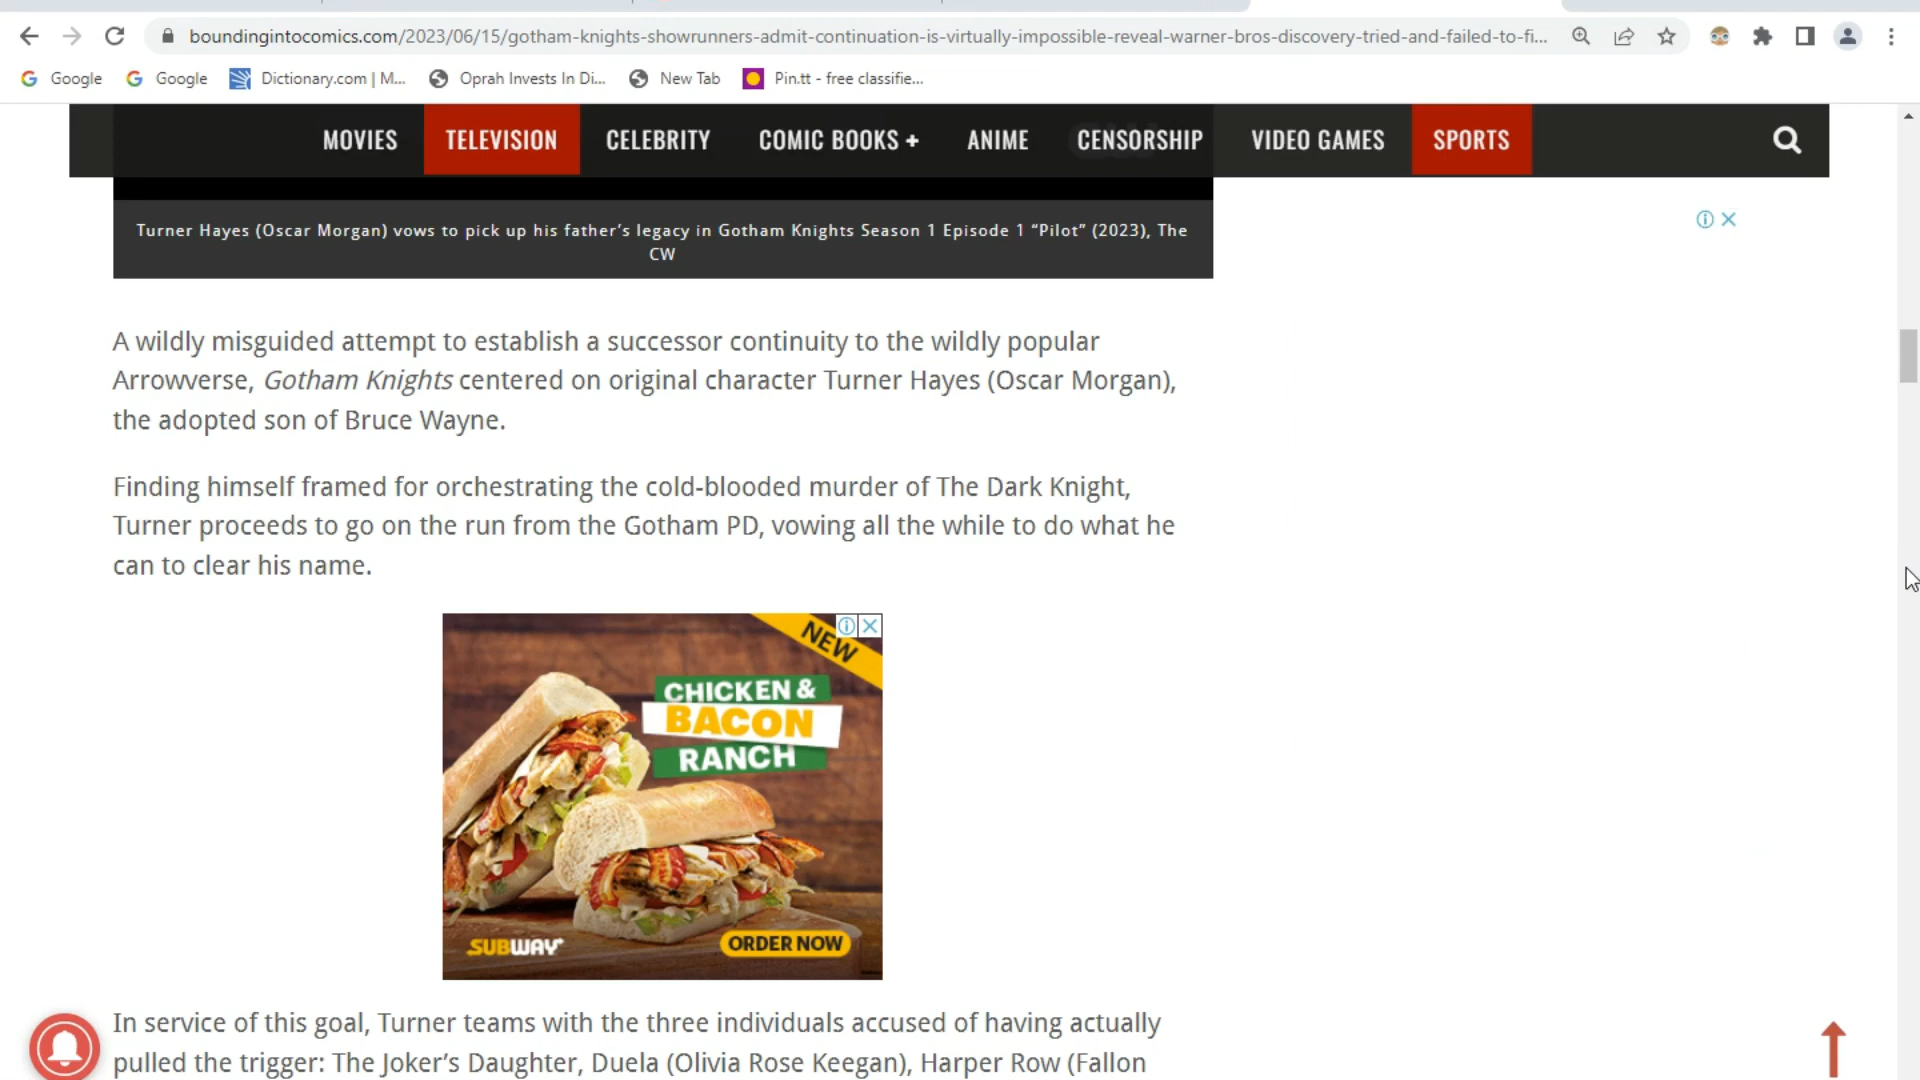 boundingintocomics.com/2023/06/15/gotham-knights-showrunners-admit-continuation-is-virtually-impossible-reveal-warner-bros-discovery-tried-and-failed-to-fi...
Google
Google
Dictionary.com | M...
Oprah Invests In Di...
New Tab
Pin.tt - free classifie...
MOVIES
TELEVISION
CELEBRITY
COMIC BOOKS +
ANIME
CENSORSHIP
VIDEO GAMES
SPORTS
Turner Hayes (Oscar Morgan) vows to pick up his father’s legacy in Gotham Knights Season 1 Episode 1 “Pilot” (2023), The
CW
A wildly misguided attempt to establish a successor continuity to the wildly popular
Arrowverse, Gotham Knights centered on original character Turner Hayes (Oscar Morgan),
the adopted son of Bruce Wayne.
Finding himself framed for orchestrating the cold-blooded murder of The Dark Knight,
Turner proceeds to go on the run from the Gotham PD, vowing all the while to do what he
can to clear his name.
NEW
CHICKEN &
BACON
RANCH
SUBWAY
ORDER NOW
In service of this goal, Turner teams with the three individuals accused of having actually
pulled the trigger: The Joker’s Daughter, Duela (Olivia Rose Keegan), Harper Row (Fallon